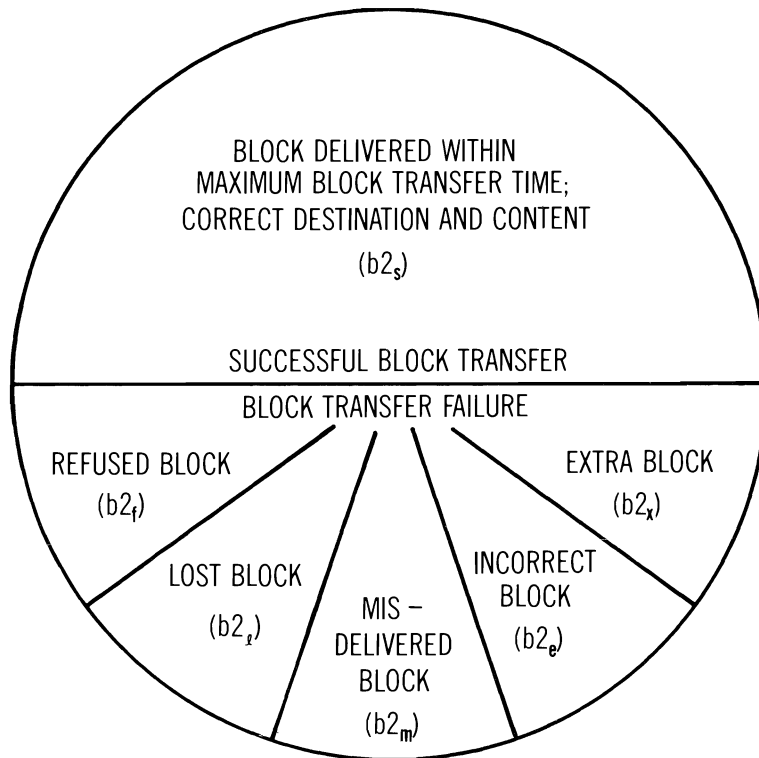 BLOCK DELIVERED WITHIN
MAXIMUM BLOCK TRANSFER TIME;
CORRECT DESTINATION AND CONTENT
(b2s)
SUCCESSFUL BLOCK TRANSFER
BLOCK TRANSFER FAILURE
REFUSED BLOCK
(b2f)
LOST BLOCK
(b2ℓ)
MIS –
DELIVERED
BLOCK
(b2m)
INCORRECT
BLOCK
(b2e)
EXTRA BLOCK
(b2x)